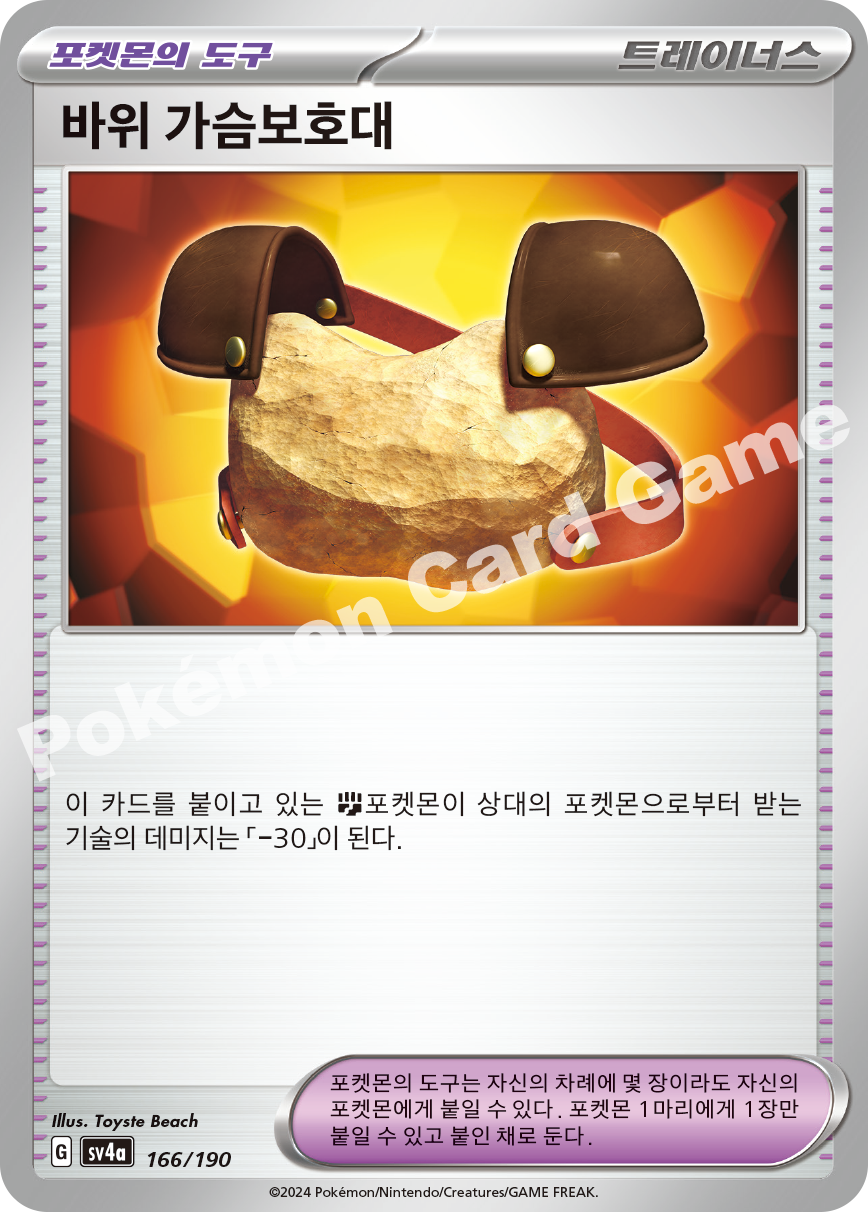 포켓몬의 도구
트레이너스
바위 가슴보호대
Pokémon Card Game
이 카드를 붙이고 있는 포켓몬이 상대의 포켓몬으로부터 받는
기술의 데미지는 「-30」이 된다.
포켓몬의 도구는 자신의 차례에 몇 장이라도 자신의
포켓몬에게 붙일 수 있다. 포켓몬 1마리에게 1장만
붙일 수 있고 붙인 채로 둔다.
Illus. Toyste Beach
G sv4a 166/190
©2024 Pokémon/Nintendo/Creatures/GAME FREAK.